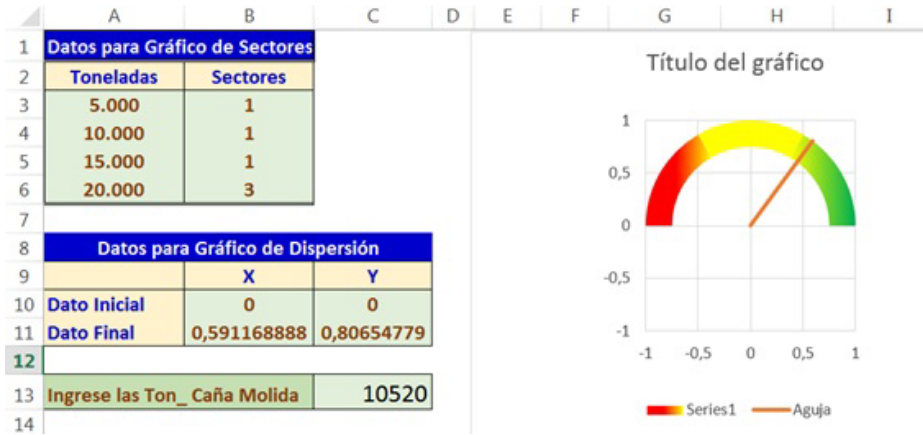 A B C D E F G H I
1 Datos para Gráfico de Sectores
2 Toneladas Sectores
3 5.000 1
4 10.000 1
5 15.000 1
6 20.000 3
7
8 Datos para Gráfico de Dispersión
9 X Y
10 Dato Inicial 0 0
11 Dato Final 0,591168888 0,80654779
12
13 Ingrese las Ton_ Caña Molida 10520
14
Título del gráfico
1
0,5
0
-0,5
-1
-1 -0,5 0 0,5 1
Series1 Aguja